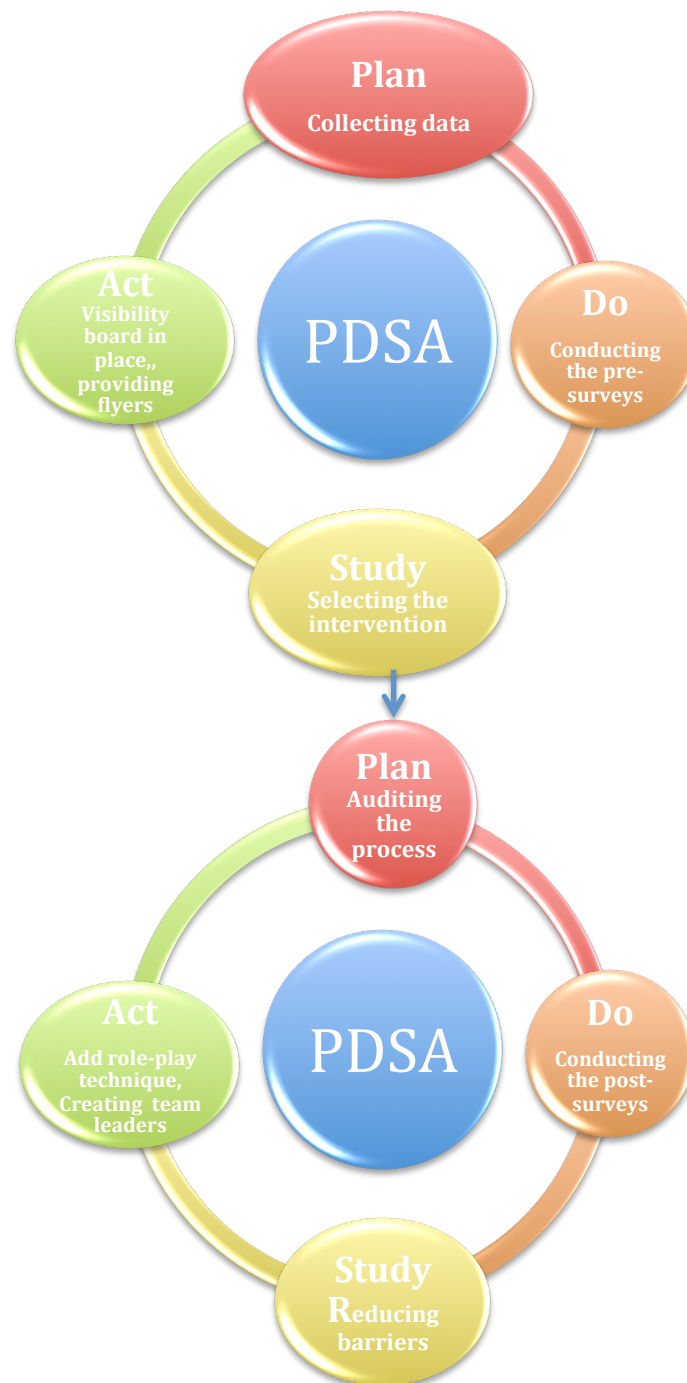 Plan
Collecting data
Act
Visibility
board in
place,,
providing
flyers
PDSA
Do
Conducting
the pre-
surveys
Study
Selecting the
intervention
Plan
Auditing
the
process
Act
Add role-play
technique,
Creating team
leaders
PDSA
Do
Conducting
the post-
surveys
Study
Reducing
barriers